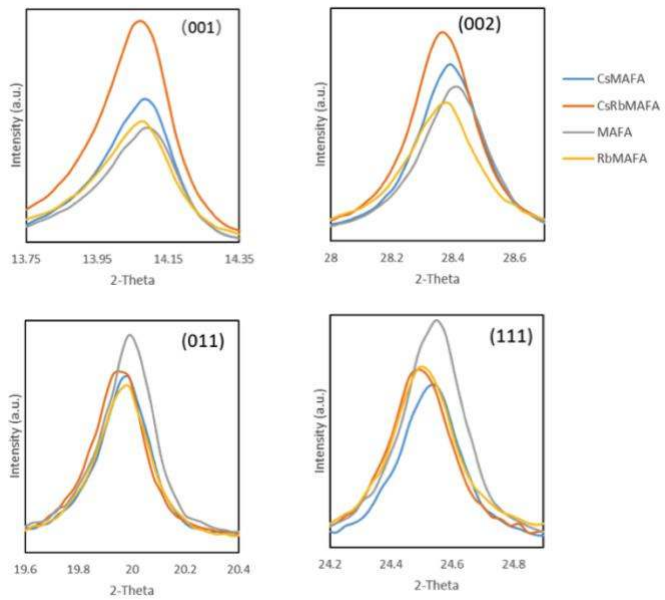 (001)
Intensity (a.u.)
13.75 13.95 14.15 14.35
2-Theta
(002)
Intensity (a.u.)
28 28.2 28.4 28.6
2-Theta
CsMAFA
CsRbMAFA
MAFA
RbMAFA
(011)
Intensity (a.u.)
19.6 19.8 20 20.2 20.4
2-Theta
(111)
Intensity (a.u.)
24.2 24.4 24.6 24.8
2-Theta